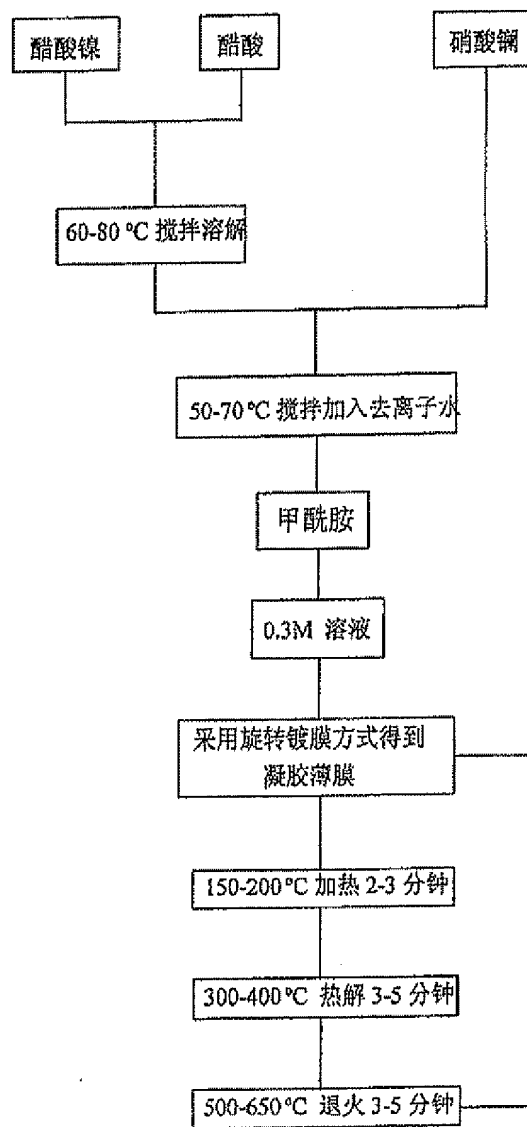 醋酸镍
醋酸
硝酸镧
60-80 ℃ 搅拌溶解
50-70℃ 搅拌加入去离子水
甲酰胺
0.3M 溶液
采用旋转镀膜方式得到
凝胶薄膜
150-200℃ 加热 2-3 分钟
300-400℃ 热解 3-5 分钟
500-650℃ 退火 3-5 分钟